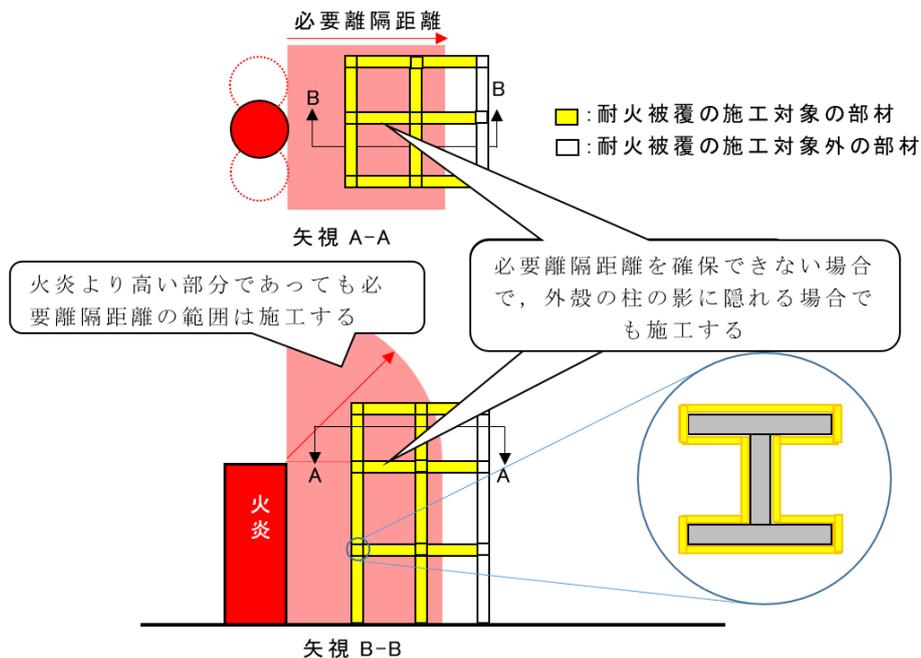 必要離隔距離
B
B
:耐火被覆の施工対象の部材
:耐火被覆の施工対象外の部材
矢視 A-A
火炎より高い部分であっても必
要離隔距離の範囲は施工する
必要離隔距離を確保できない場合
で，外殻の柱の影に隠れる場合で
も施工する
A
A
火炎
矢視 B-B